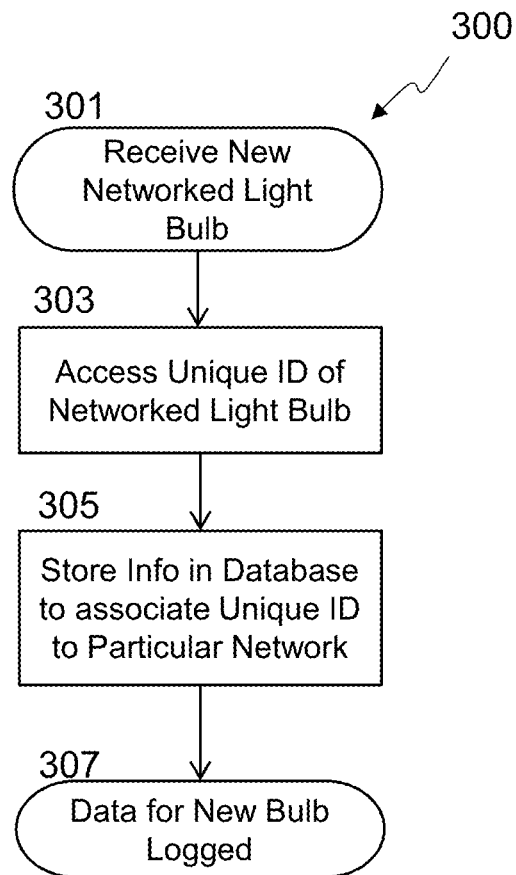 300
301
Receive New
Networked Light
Bulb
303
Access Unique ID of
Networked Light Bulb
305
Store Info in Database
to associate Unique ID
to Particular Network
307
Data for New Bulb
Logged